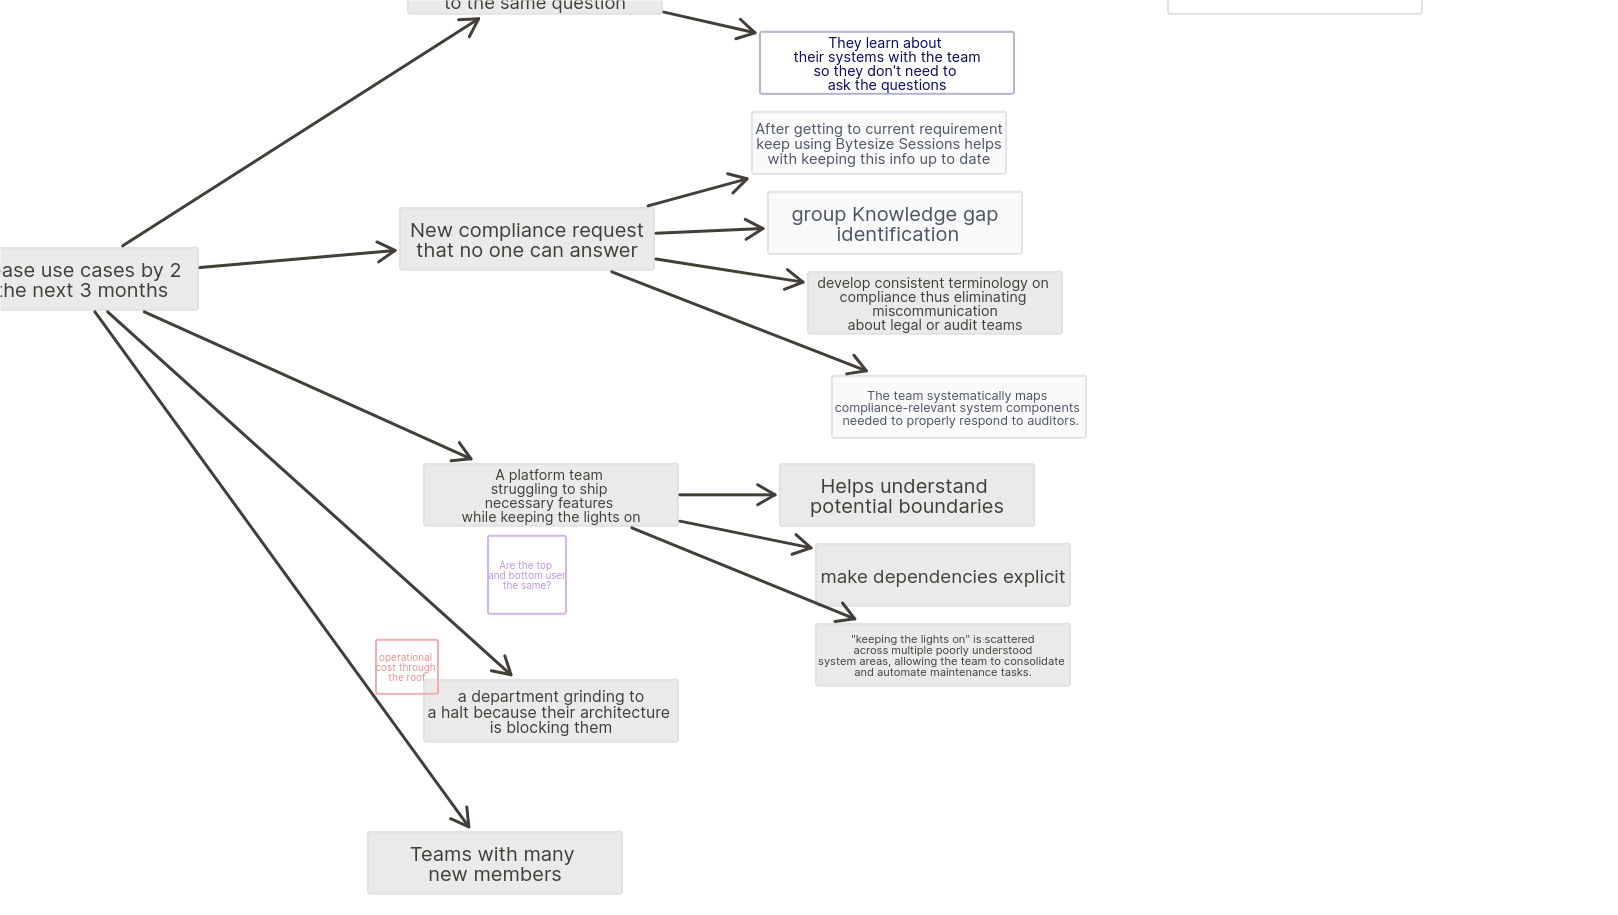 to the same question
They learn about
their systems with the team
so they don't need to
ask the questions
After getting to current requirement
keep using Bytesize Sessions helps
with keeping this info up to date
New compliance request
that no one can answer
group Knowledge gap
identification
use cases by 2
the next 3 months
develop consistent terminology on
compliance thus eliminating
miscommunication
about legal or audit teams
The team systematically maps
compliance-relevant system components
needed to properly respond to auditors.
A platform team
struggling to ship
necessary features
while keeping the lights on
Helps understand
potential boundaries
Are the top
and bottom user
the same?
make dependencies explicit
"keeping the lights on" is scattered
across multiple poorly understood
system areas, allowing the team to consolidate
and automate maintenance tasks.
operational
cost through
the roof
a department grinding to
a halt because their architecture
is blocking them
Teams with many
new members